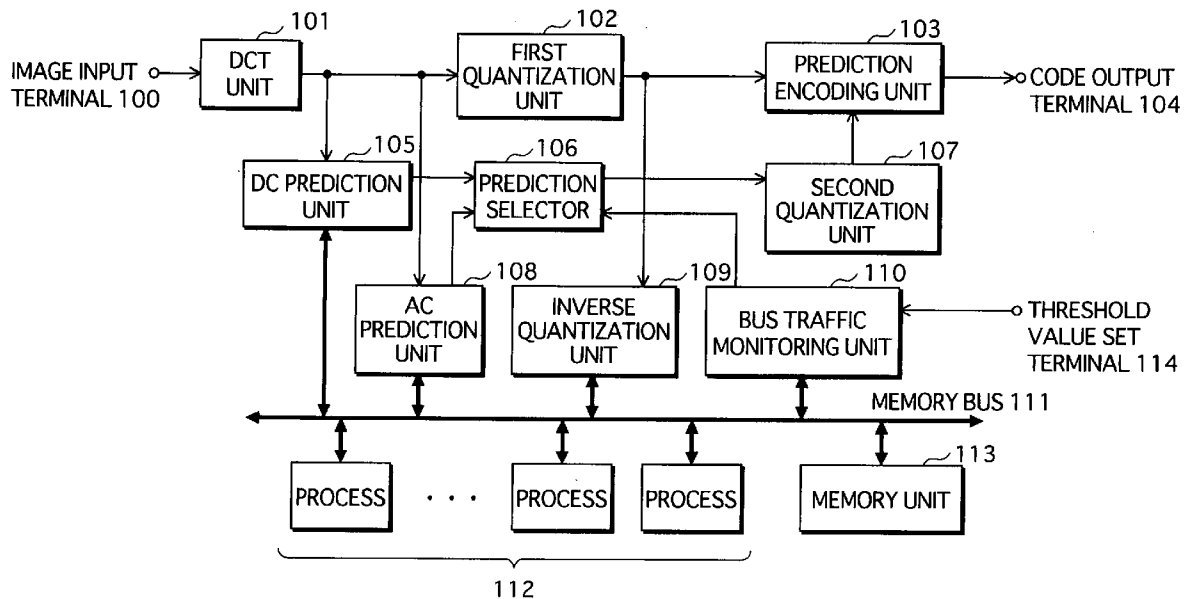 101
102
103
IMAGE INPUT
TERMINAL 100
DCT
UNIT
FIRST
QUANTIZATION
UNIT
PREDICTION
ENCODING UNIT
CODE OUTPUT
TERMINAL 104
105
106
107
DC PREDICTION
UNIT
PREDICTION
SELECTOR
SECOND
QUANTIZATION
UNIT
108
109
110
AC
PREDICTION
UNIT
INVERSE
QUANTIZATION
UNIT
BUS TRAFFIC
MONITORING UNIT
THRESHOLD
VALUE SET
TERMINAL 114
MEMORY BUS 111
113
PROCESS
. . .
PROCESS
PROCESS
MEMORY UNIT
112